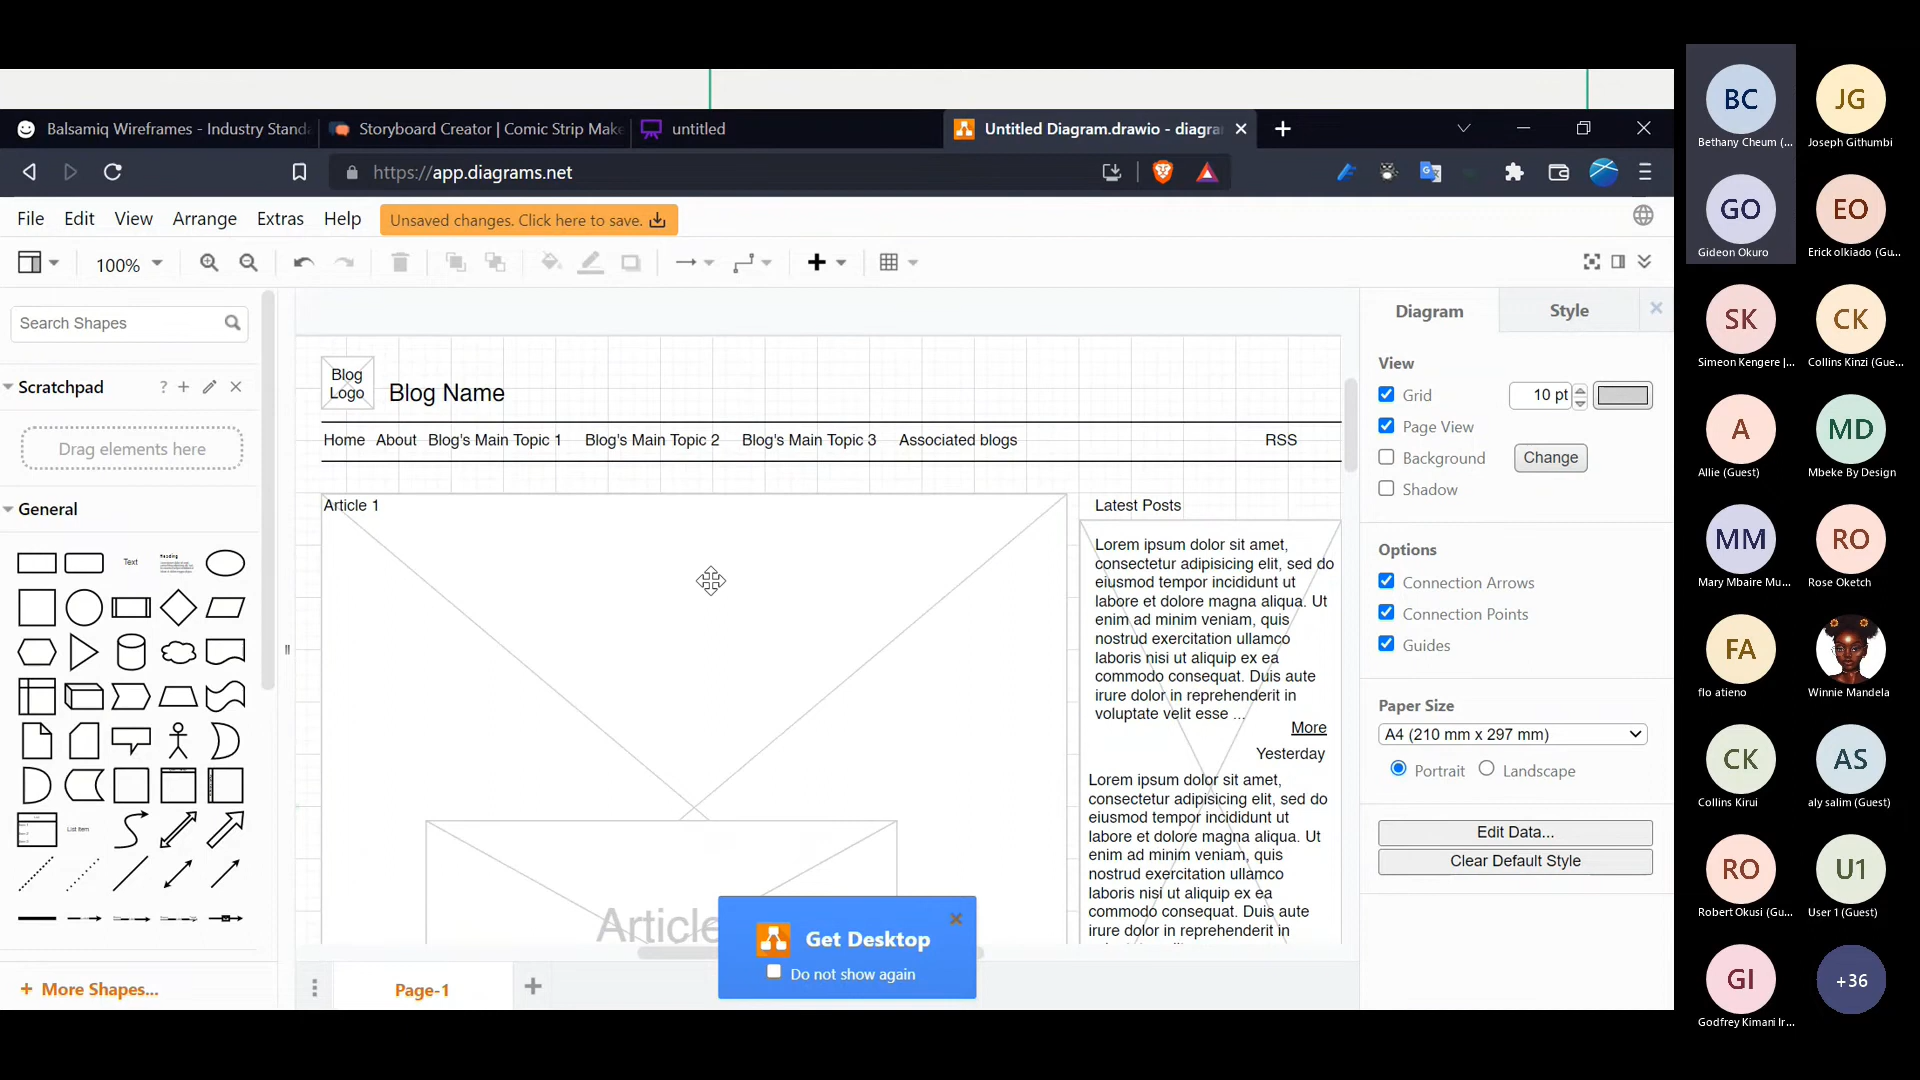 Balsamiq Wireframes - Industry Stand
Storyboard Creator | Comic Strip Make
untitled
Untitled Diagram.drawio - diagra
https://app.diagrams.net
File Edit View Arrange Extras Help
Unsaved changes. Click here to save.
100%
Search Shapes
Scratchpad
?
Drag elements here
General
Text
Heading
List Item
+ More Shapes...
Blog
Logo
Blog Name
Home About Blog's Main Topic 1 Blog's Main Topic 2 Blog's Main Topic 3 Associated blogs RSS
Article 1
Article
Latest Posts
Lorem ipsum dolor sit amet,
consectetur adipisicing elit, sed do
eiusmod tempor incididunt ut
labore et dolore magna aliqua. Ut
enim ad minim veniam, quis
nostrud exercitation ullamco
laboris nisi ut aliquip ex ea
commodo consequat. Duis aute
irure dolor in reprehenderit in
voluptate velit esse ...
More
Yesterday
Lorem ipsum dolor sit amet,
consectetur adipisicing elit, sed do
eiusmod tempor incididunt ut
labore et dolore magna aliqua. Ut
enim ad minim veniam, quis
nostrud exercitation ullamco
laboris nisi ut aliquip ex ea
commodo consequat. Duis aute
irure dolor in reprehenderit in
Get Desktop
Do not show again
Page-1
Diagram
Style
View
Grid
10 pt
Page View
Background
Change
Shadow
Options
Connection Arrows
Connection Points
Guides
Paper Size
A4 (210 mm x 297 mm)
Portrait
Landscape
Edit Data...
Clear Default Style
BC
Bethany Cheum (...
JG
Joseph Githumbi
GO
Gideon Okuro
EO
Erick olkiado (Gu...
SK
Simeon Kengere |...
CK
Collins Kinzi (Gue...
A
Allie (Guest)
MD
Mbeke By Design
MM
Mary Mbaire Mu...
RO
Rose Oketch
FA
flo atieno
Winnie Mandela
CK
Collins Kirui
AS
aly salim (Guest)
RO
Robert Okusi (Gu...
U1
User 1 (Guest)
GI
Godfrey Kimani Ir...
+36